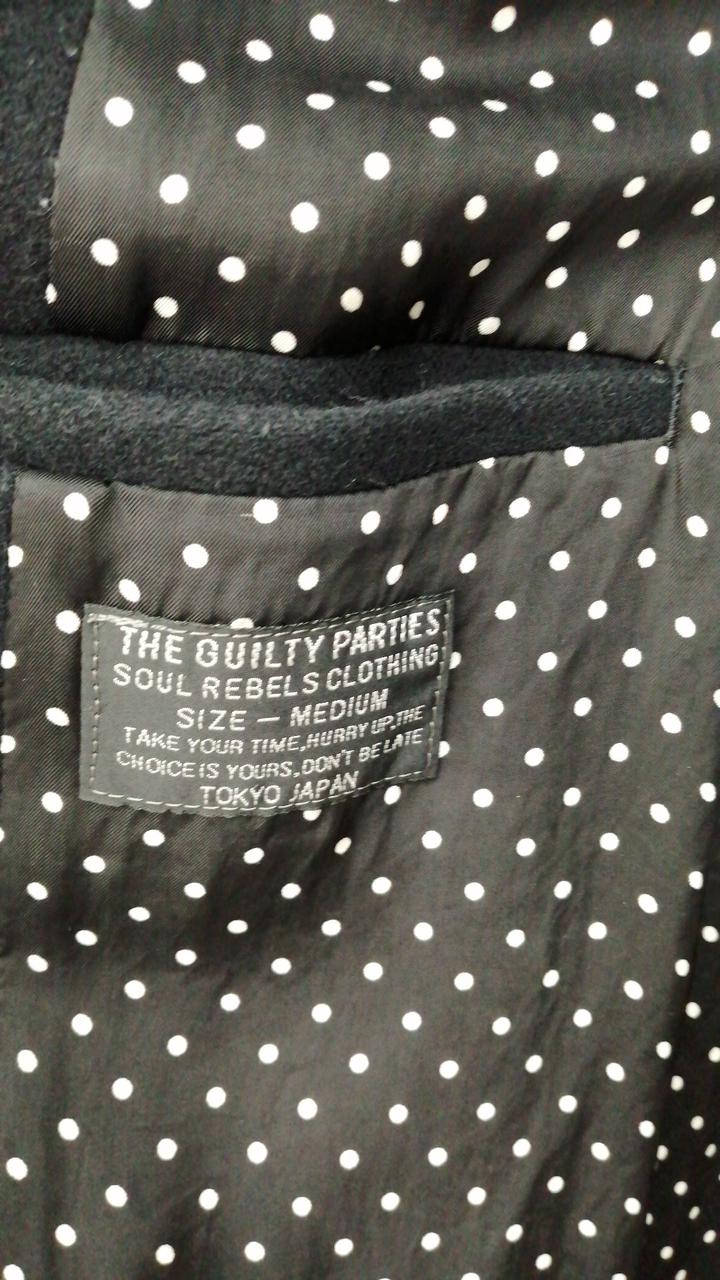 THE GUILTY PARTIES
SOUL REBELS CLOTHING
SIZE — MEDIUM
TAKE YOUR TIME,HURRY UP,THE
CHOICE IS YOURS,DON'T BE LATE
TOKYO JAPAN